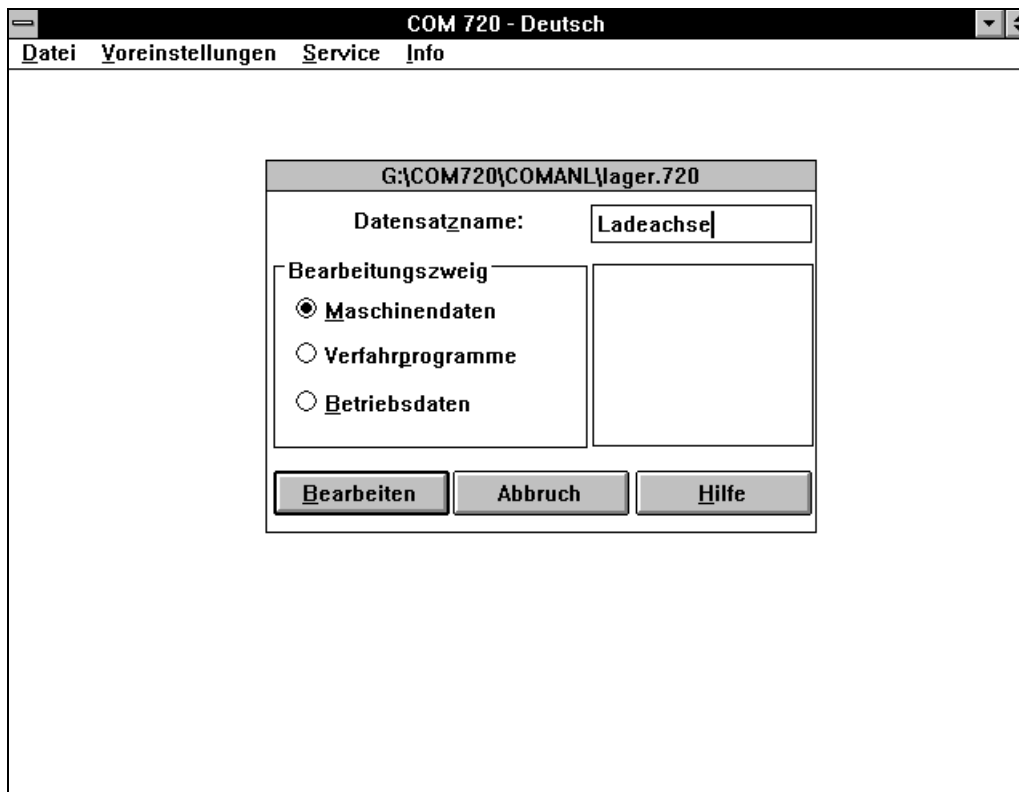 COM 720 - Deutsch
Datei Voreinstellungen Service Info
G:\COM720\COMANL\lager.720
Datensatzname: Ladeachse
Bearbeitungszweig
Maschinendaten
Verfahrprogramme
Betriebsdaten
Bearbeiten Abbruch Hilfe